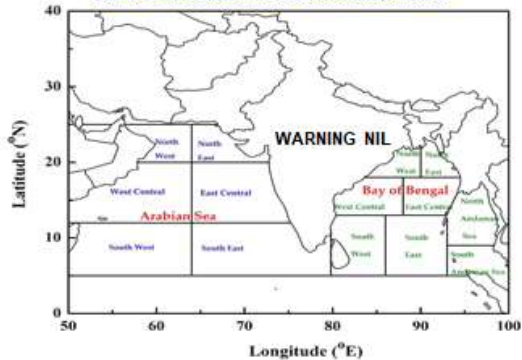 40
30
20
10
0
Latitude (°N)
WARNING NIL
North
West
North
East
West Central
East Central
Arabian Sea
South West
South East
North
West
North
East
Bay of Bengal
West Central
East Central
South
West
South
East
North
Andaman
Sea
South
Andaman Sea
50
60
70
80
90
100
Longitude (°E)